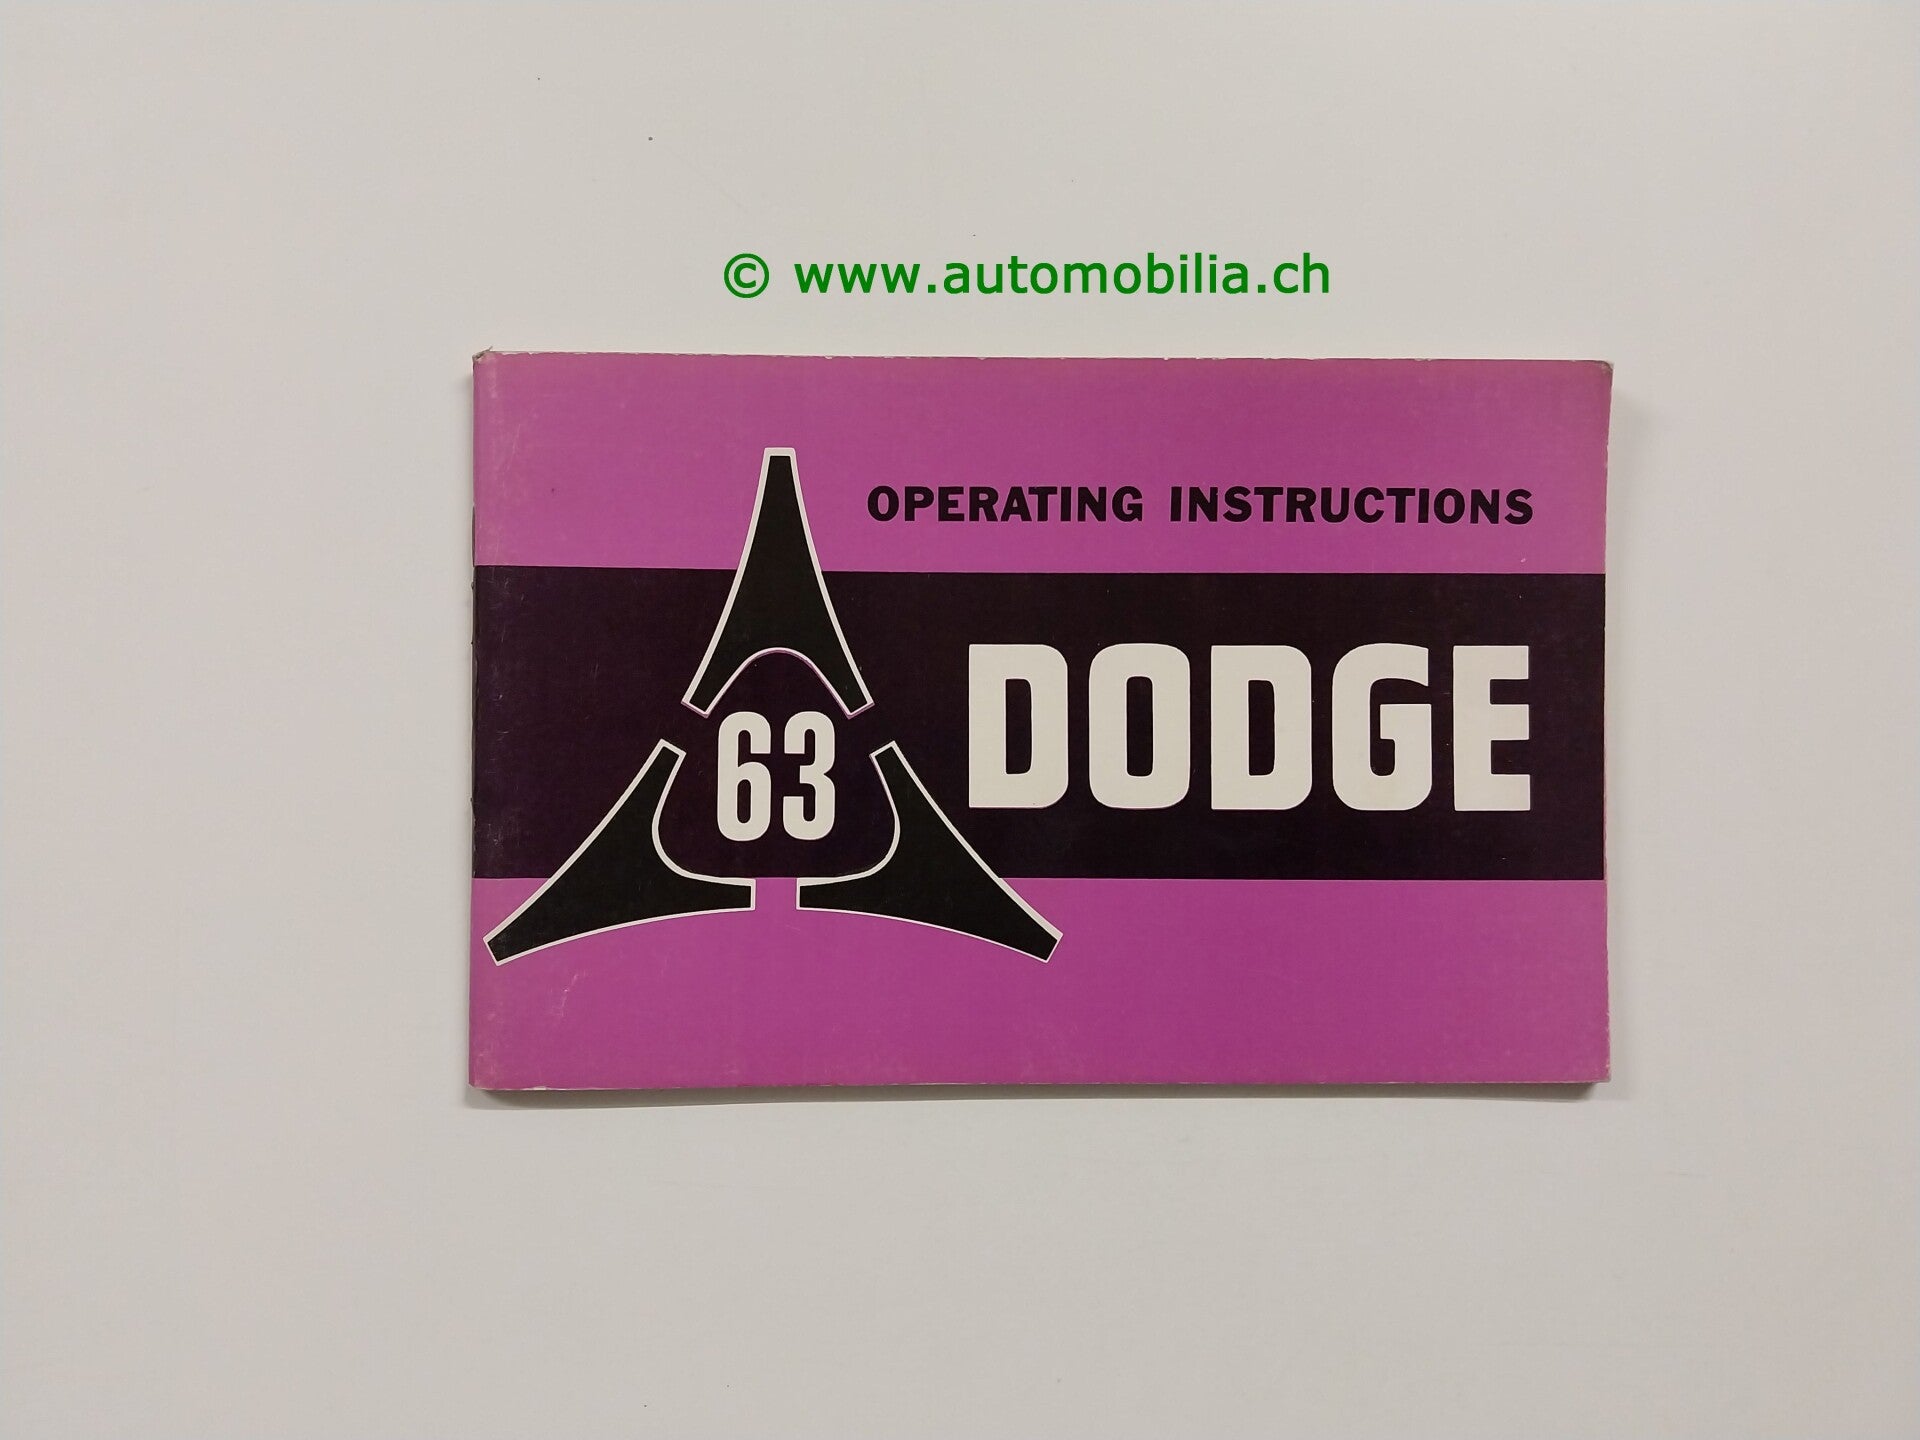 © www.automobilia.ch
OPERATING INSTRUCTIONS
DODGE
63